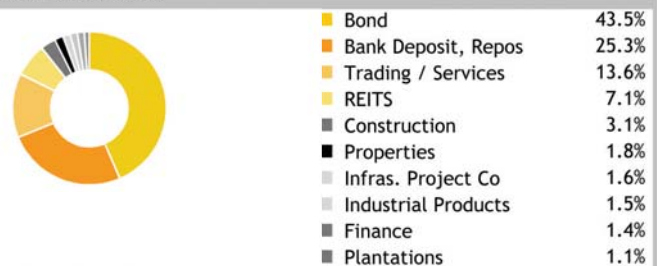 Bond 43.5%
Bank Deposit, Repos 25.3%
Trading / Services 13.6%
REITS 7.1%
Construction 3.1%
Properties 1.8%
Infras. Project Co 1.6%
Industrial Products 1.5%
Finance 1.4%
Plantations 1.1%